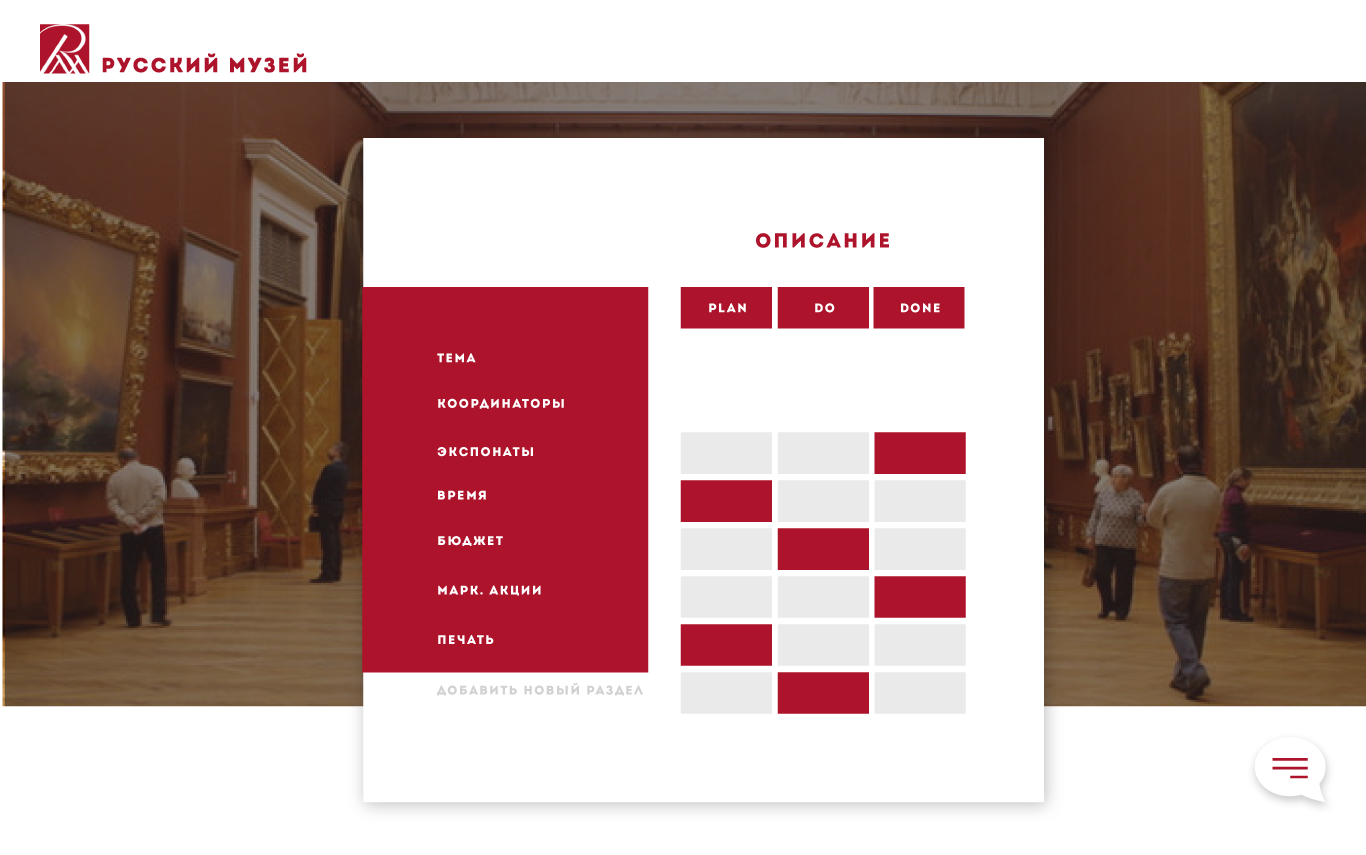 РУССКИЙ МУЗЕЙ
ОПИСАНИЕ
PLAN DO DONE
ТЕМА
КООРДИНАТОРЫ
ЭКСПОНАТЫ
ВРЕМЯ
БЮДЖЕТ
МАРК. АКЦИИ
ПЕЧАТЬ
ДОБАВИТЬ НОВЫЙ РАЗДЕЛ